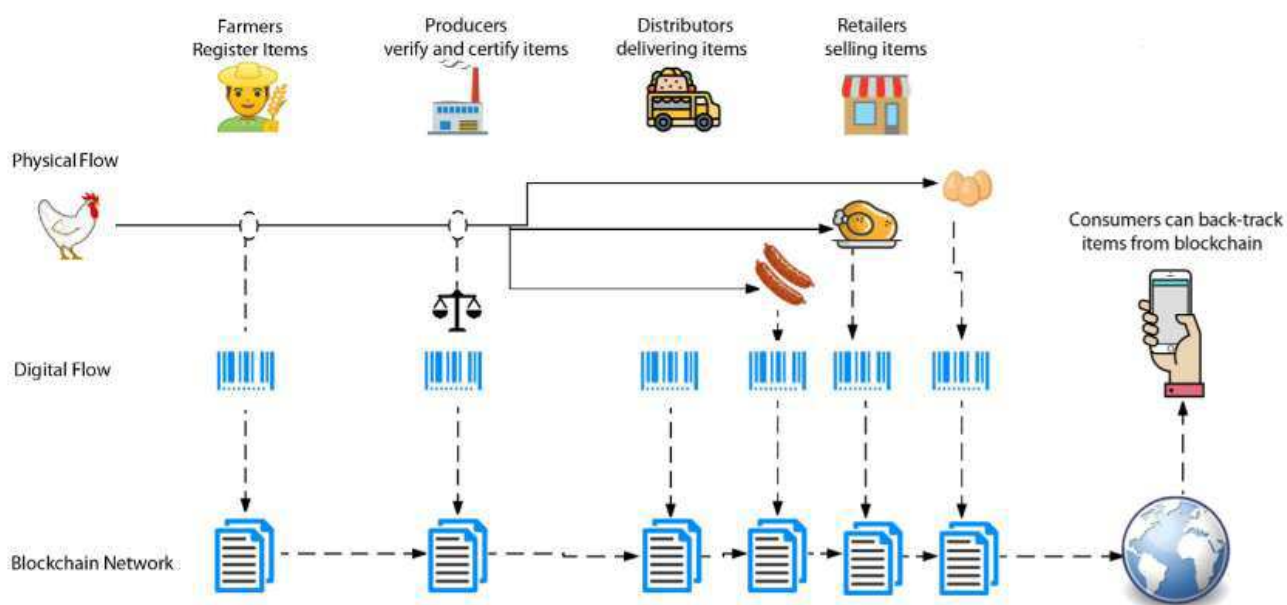 Farmers
Register Items
Producers
verify and certify items
Distributors
delivering items
Retailers
selling items
Physical Flow
Consumers can back-track
items from blockchain
Digital Flow
Blockchain Network